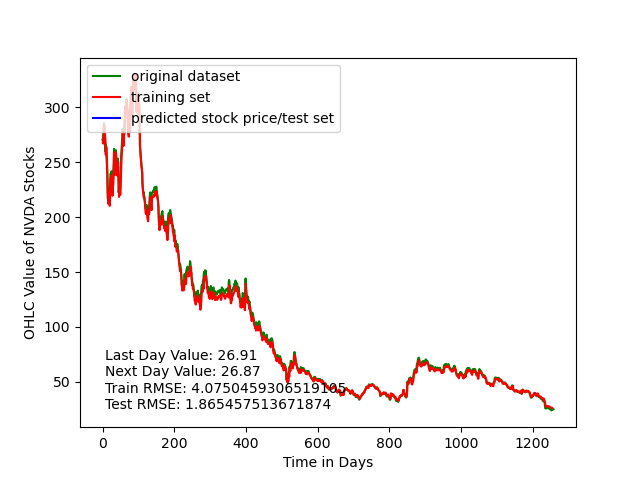 original dataset
training set
predicted stock price/test set
300
250
200
150
100
50
OHLC Value of NVDA Stocks
Last Day Value: 26.91
Next Day Value: 26.87
Train RMSE: 4.0750459306519105
Test RMSE: 1.865457513671874
0
200
400
600
800
1000
1200
Time in Days